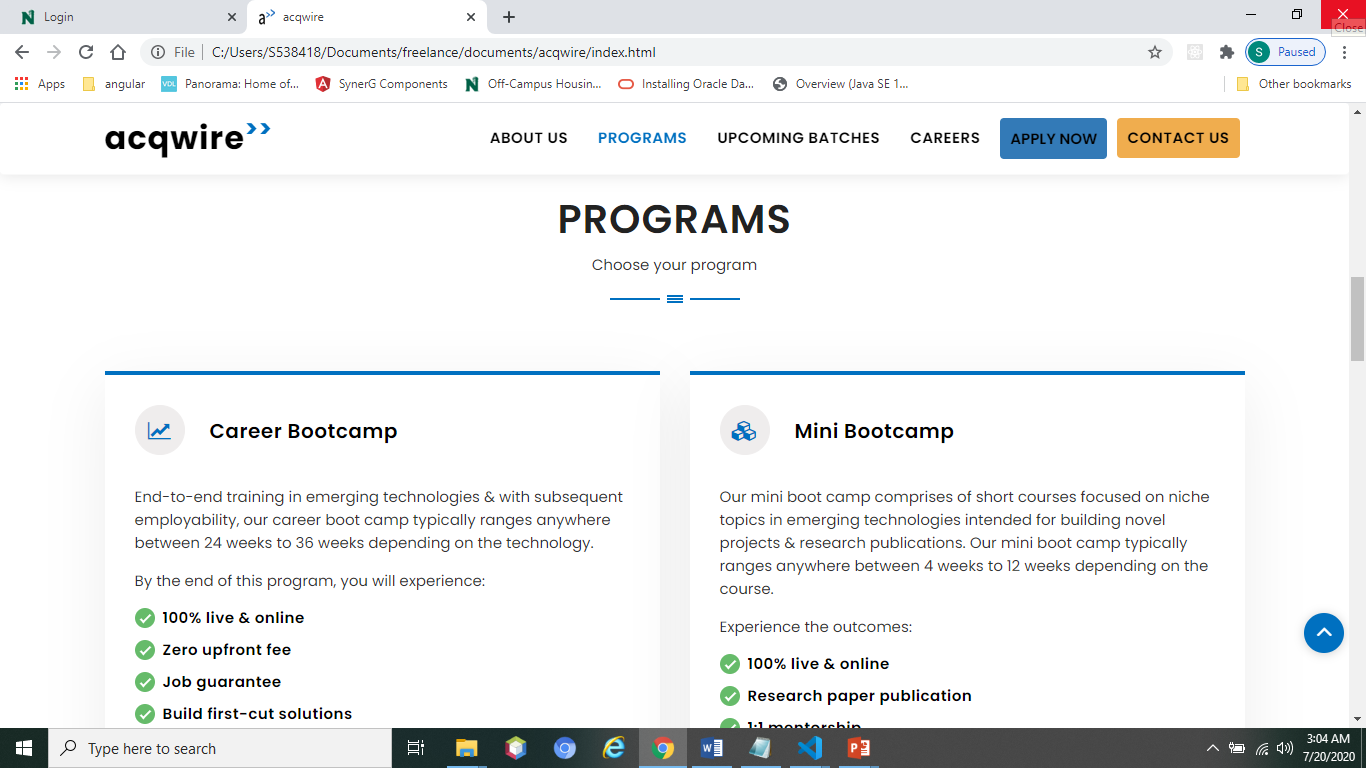 Login
acqwire
Close
File
C:/Users/S538418/Documents/freelance/documents/acqwire/index.html
S
Paused
Apps
angular
VDL
Panorama: Home of...
SynerG Components
Off-Campus Housin...
Installing Oracle Da...
Overview (Java SE 1...
Other bookmarks
acqwire
ABOUT US
PROGRAMS
UPCOMING BATCHES
CAREERS
APPLY NOW
CONTACT US
PROGRAMS
Choose your program
Career Bootcamp
End-to-end training in emerging technologies & with subsequent
employability, our career boot camp typically ranges anywhere
between 24 weeks to 36 weeks depending on the technology.
By the end of this program, you will experience:
100% live & online
Zero upfront fee
Job guarantee
Build first-cut solutions
Mini Bootcamp
Our mini boot camp comprises of short courses focused on niche
topics in emerging technologies intended for building novel
projects & research publications. Our mini boot camp typically
ranges anywhere between 4 weeks to 12 weeks depending on the
course.
Experience the outcomes:
100% live & online
Research paper publication
1:1 mentorship
Type here to search
3:04 AM
7/20/2020